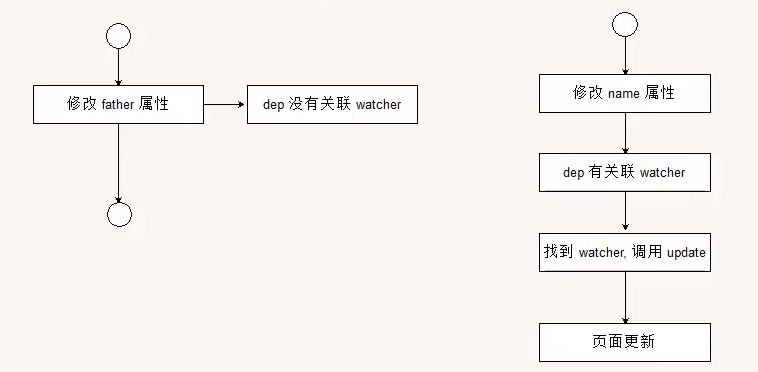 修改 father 属性
dep 没有关联 watcher
修改 name 属性
dep 有关联 watcher
找到 watcher, 调用 update
页面更新